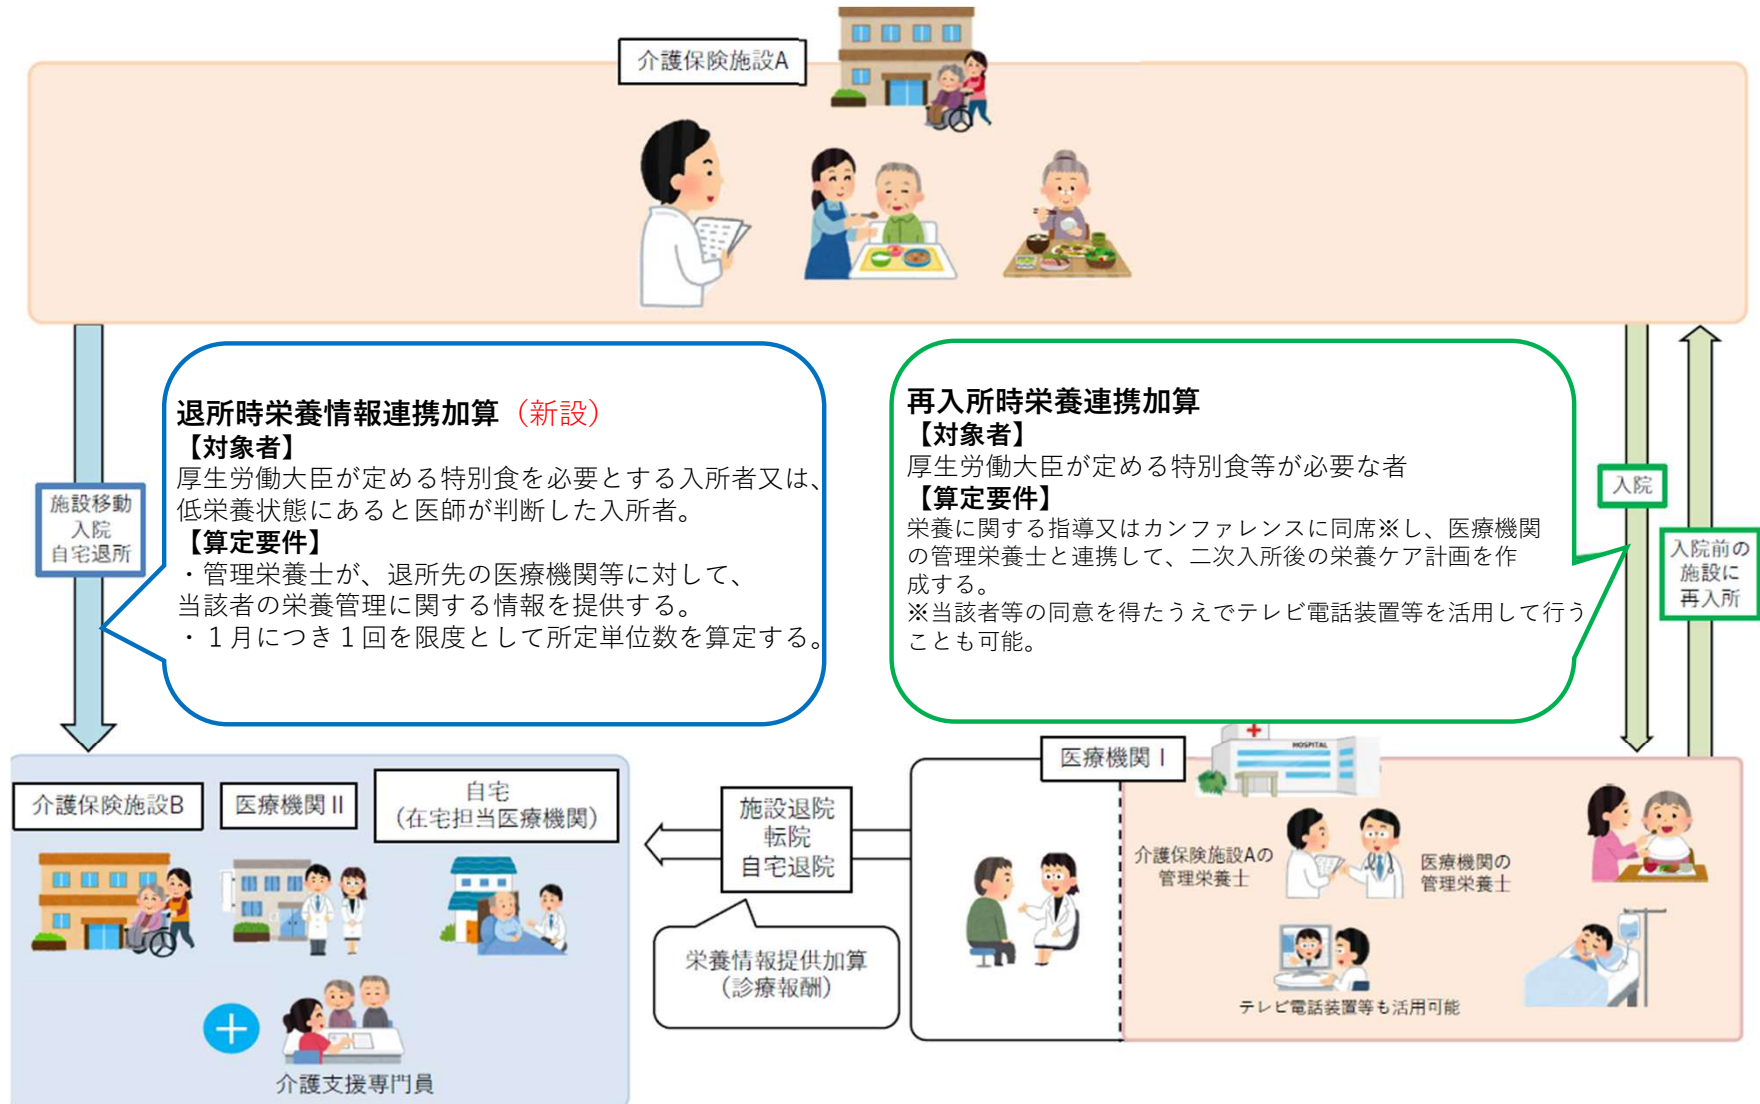 介護保険施設A
退所時栄養情報連携加算（新設）
【対象者】
厚生労働大臣が定める特別食を必要とする入所者又は、
低栄養状態にあると医師が判断した入所者。
【算定要件】
・管理栄養士が、退所先の医療機関等に対して、
当該者の栄養管理に関する情報を提供する。
・１月につき１回を限度として所定単位数を算定する。
施設移動
入院
自宅退所
再入所時栄養連携加算
【対象者】
厚生労働大臣が定める特別食等が必要な者
【算定要件】
栄養に関する指導又はカンファレンスに同席※し、医療機関
の管理栄養士と連携して、二次入所後の栄養ケア計画を作
成する。
※当該者等の同意を得たうえでテレビ電話装置等を活用して行う
ことも可能。
入院
入院前の
施設に
再入所
介護保険施設B
医療機関Ⅱ
自宅
（在宅担当医療機関）
介護支援専門員
施設退院
転院
自宅退院
栄養情報提供加算
（診療報酬）
医療機関Ⅰ
HOSPITAL
介護保険施設Aの
管理栄養士
医療機関の
管理栄養士
テレビ電話装置等も活用可能